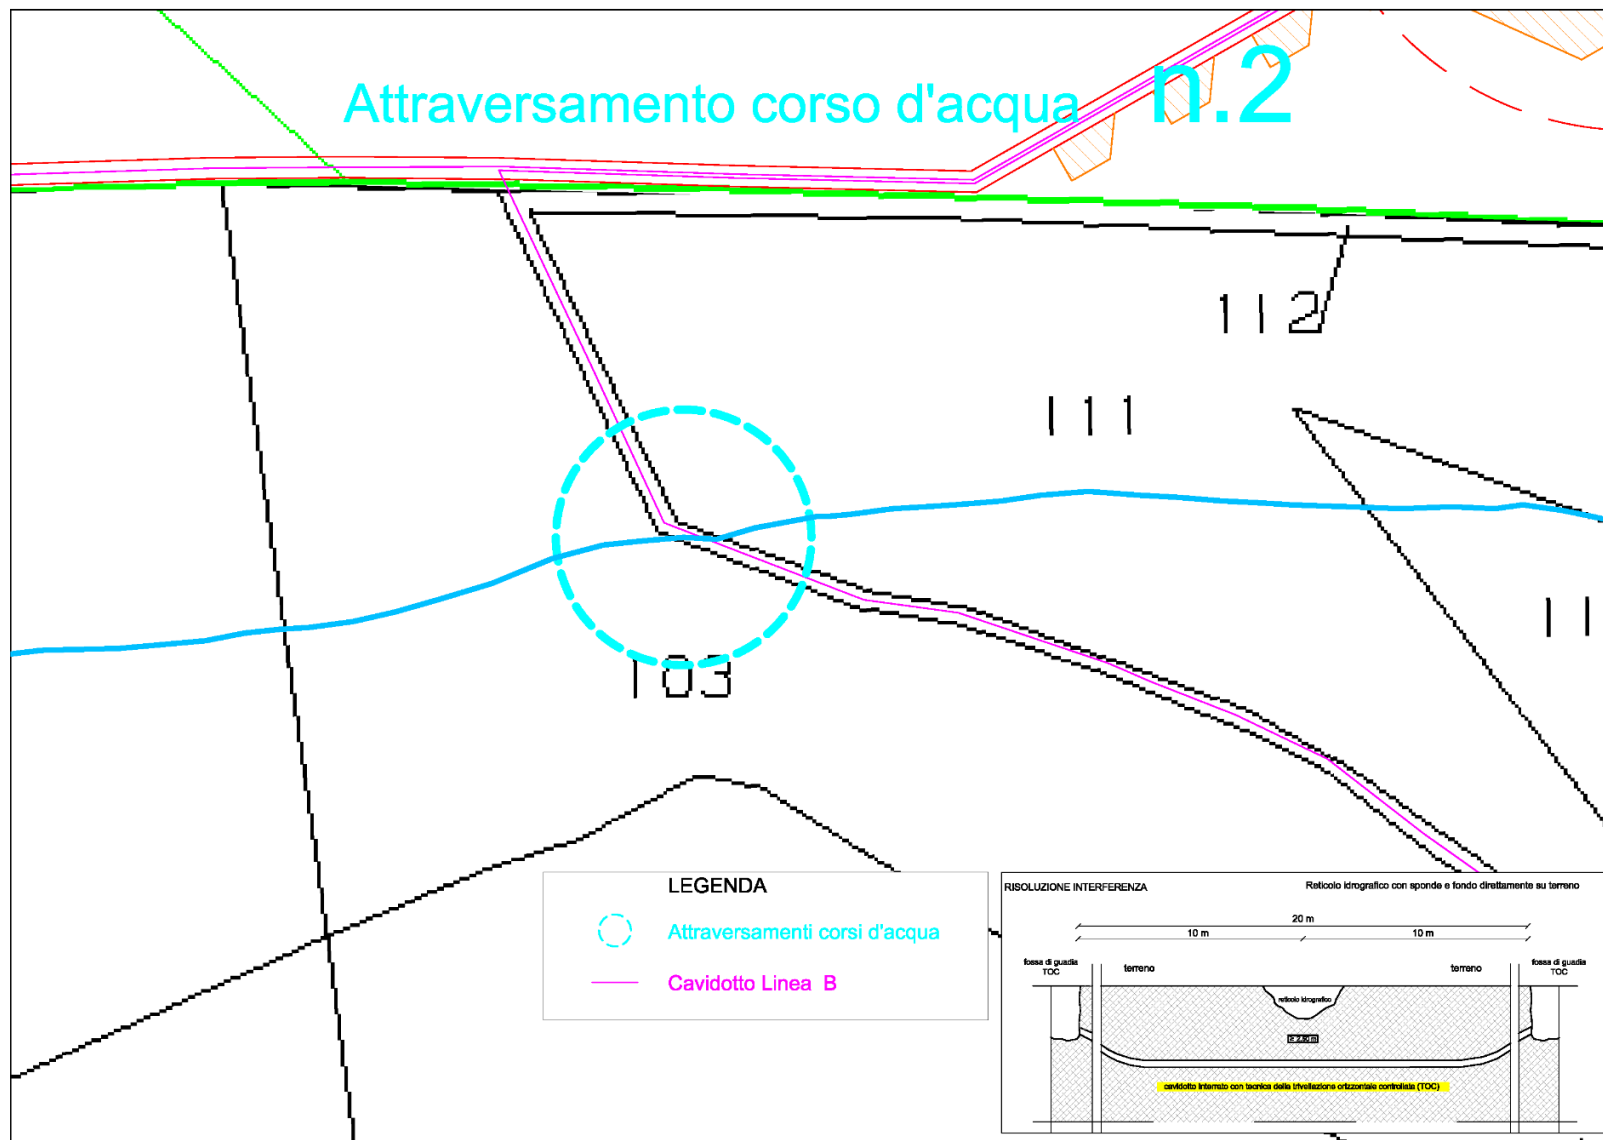 Attraversamento corso d'acqua n.2
112
111
11
103
LEGENDA
Attraversamenti corsi d'acqua
Cavidotto Linea B
RISOLUZIONE INTERFERENZA
Reticolo idrografico con sponde e fondo direttamente su terreno
20 m
10 m
10 m
fossa di guadia
TOC
terreno
terreno
fossa di guadia
TOC
reticolo idrografico
cavidotto interrato con tecnica della trivellazione orizzontale controllata (TOC)